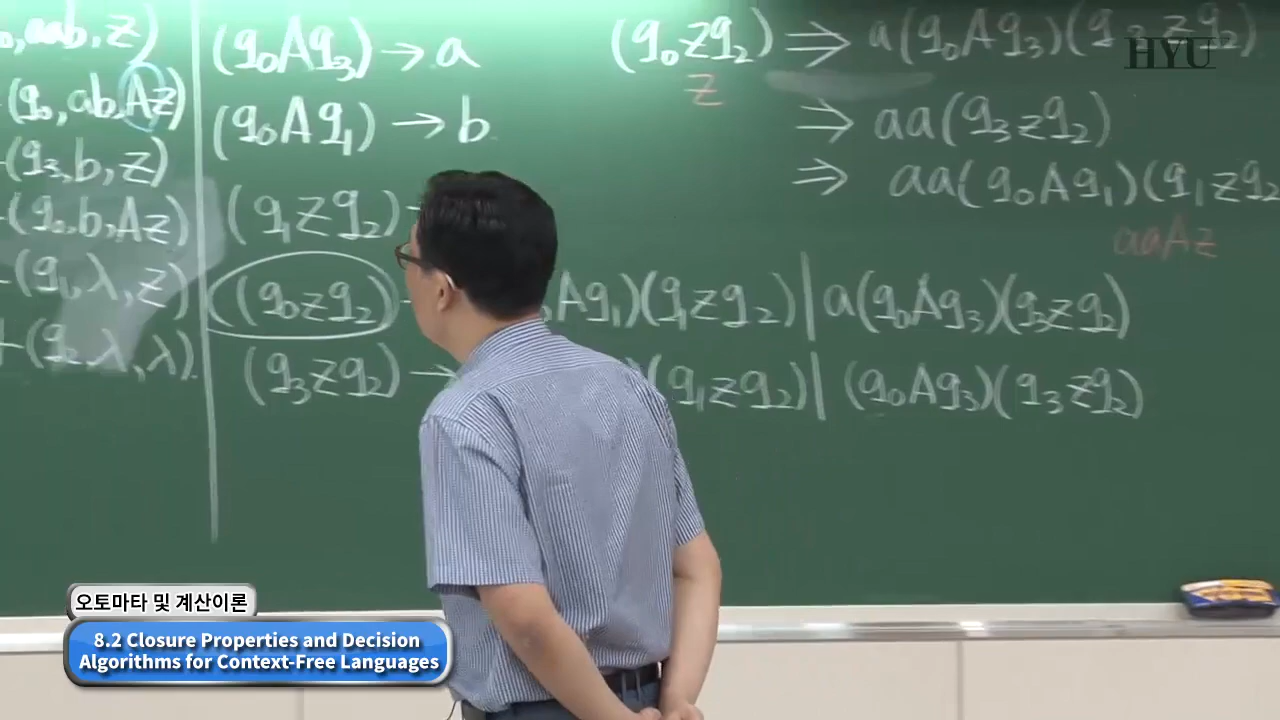 ₀,aab,z)
(q₀,ab,Az)
(q₃,b,z)
(q₀,b,Az)
(q₁,λ,z)
⊢(q₂,λ,λ).
(q₀Aq₃)→a
(q₀Aq₁)→b
(q₁zq₂)
(q₀zq₂) Aq₁)(q₁zq₂)|a(q₀Aq₃)(q₃zq₂)
(q₃zq₂)→ (q₁zq₂)|(q₀Aq₃)(q₃zq₂)
(q₀zq₂)⇒a(q₀Aq₃)(q₃zq₂)
z
⇒aa(q₃zq₂)
⇒aa(q₀Aq₁)(q₁zq₂
aaAz
HYU
오토마타 및 계산이론
8.2 Closure Properties and Decision
Algorithms for Context-Free Languages